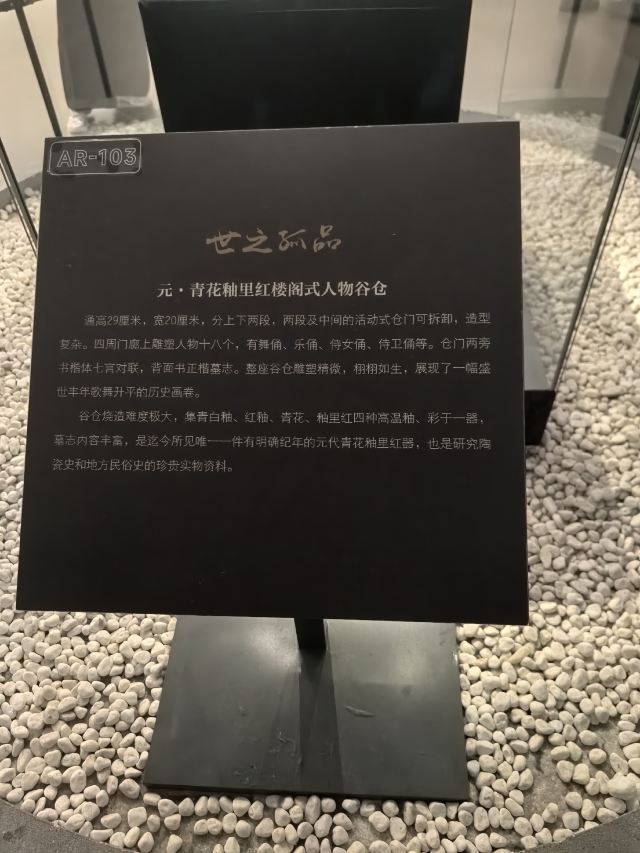 AR-103
世之孤品
元·青花釉里红楼阁式人物谷仓
通高29厘米，宽20厘米，分上下两段，两段及中间的活动式仓门可拆卸，造型
复杂。四周门廊上雕塑人物十八个，有舞俑、乐俑、侍女俑、侍卫俑等。仓门两旁
书楷体七言对联，背面书正楷墓志。整座谷仓雕塑精微，栩栩如生，展现了一幅盛
世丰年歌舞升平的历史画卷。
谷仓烧造难度极大，集青白釉、红釉、青花、釉里红四种高温釉、彩于一器，
墓志内容丰富，是迄今所见唯一一件有明确纪年的元代青花釉里红器，也是研究陶
瓷史和地方民俗史的珍贵实物资料。